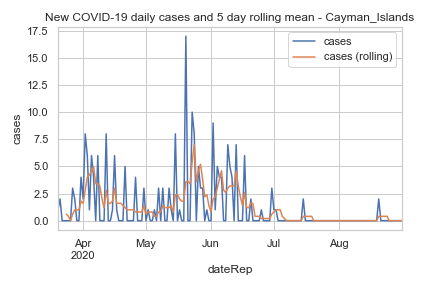 New COVID-19 daily cases and 5 day rolling mean - Cayman_Islands
17.5
15.0
12.5
10.0
7.5
5.0
2.5
0.0
cases
cases
cases (rolling)
Apr May Jun Jul Aug
2020
dateRep